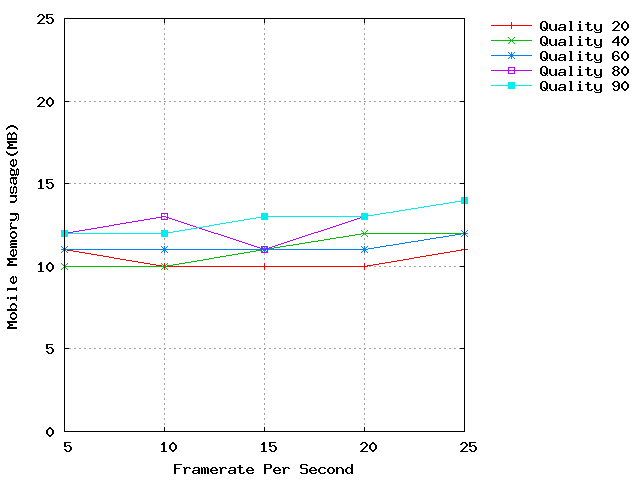 25
20
15
10
5
0
Mobile Memory usage(MB)
5 10 15 20 25
Framerate Per Second
Quality 20
Quality 40
Quality 60
Quality 80
Quality 90